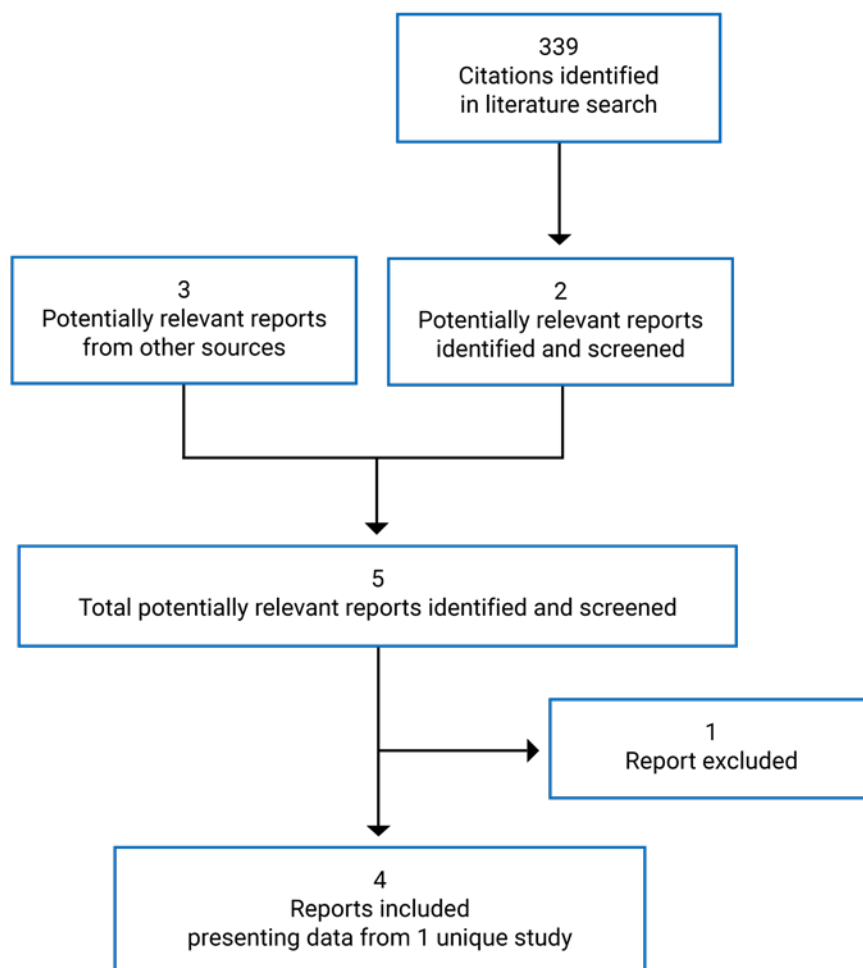 339
Citations identified
in literature search
3
Potentially relevant reports
from other sources
2
Potentially relevant reports
identified and screened
5
Total potentially relevant reports identified and screened
1
Report excluded
4
Reports included
presenting data from 1 unique study